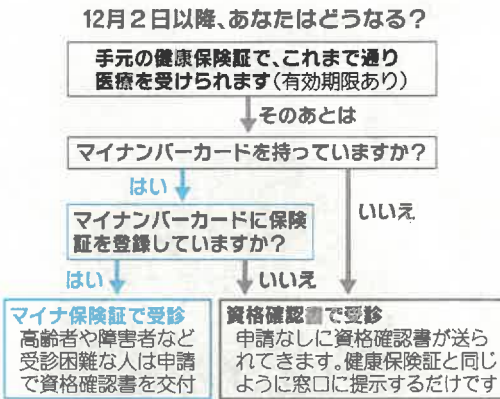 12月2日以降、あなたはどうなる？
手元の健康保険証で、これまで通り
医療を受けられます(有効期限あり)
そのあとは
マイナンバーカードを持っていますか？
はい
いいえ
マイナンバーカードに保険
証を登録していますか？
はい
いいえ
マイナ保険証で受診
高齢者や障害者など
受診困難な人は申請
で資格確認書を交付
資格確認書で受診
申請なしに資格確認書が送ら
れてきます。健康保険証と同じ
ように窓口に提示するだけです